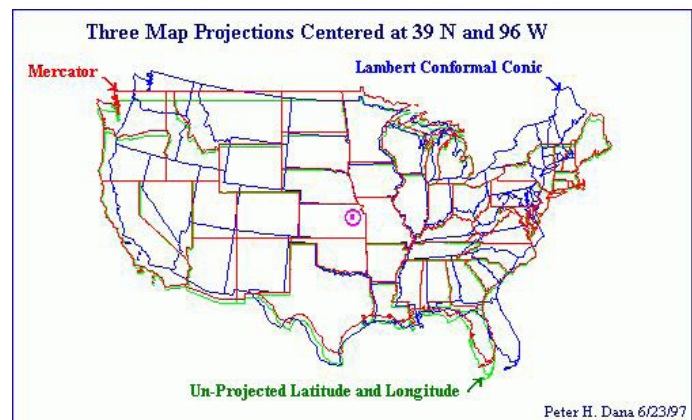 Three Map Projections Centered at 39 N and 96 W
Mercator
Lambert Conformal Conic
Un-Projected Latitude and Longitude
Peter H. Dana 6/23/97